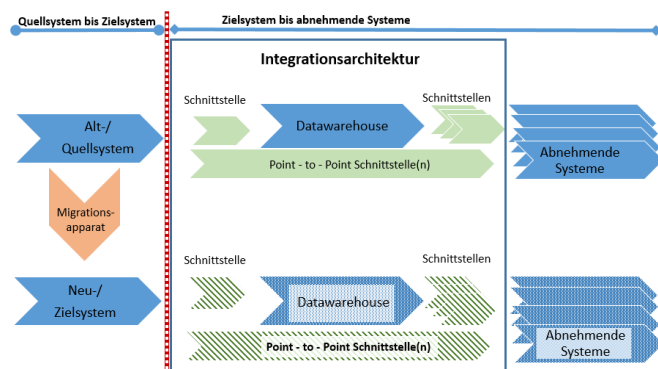 Quellsystem bis Zielsystem
Zielsystem bis abnehmende Systeme
Integrationsarchitektur
Schnittstelle
Schnittstellen
Alt-/
Quellsystem
Datawarehouse
Point - to - Point Schnittstelle(n)
Abnehmende
Systeme
Migrations-
apparat
Schnittstelle
Schnittstellen
Neu-/
Zielsystem
Datawarehouse
Point - to - Point Schnittstelle(n)
Abnehmende
Systeme